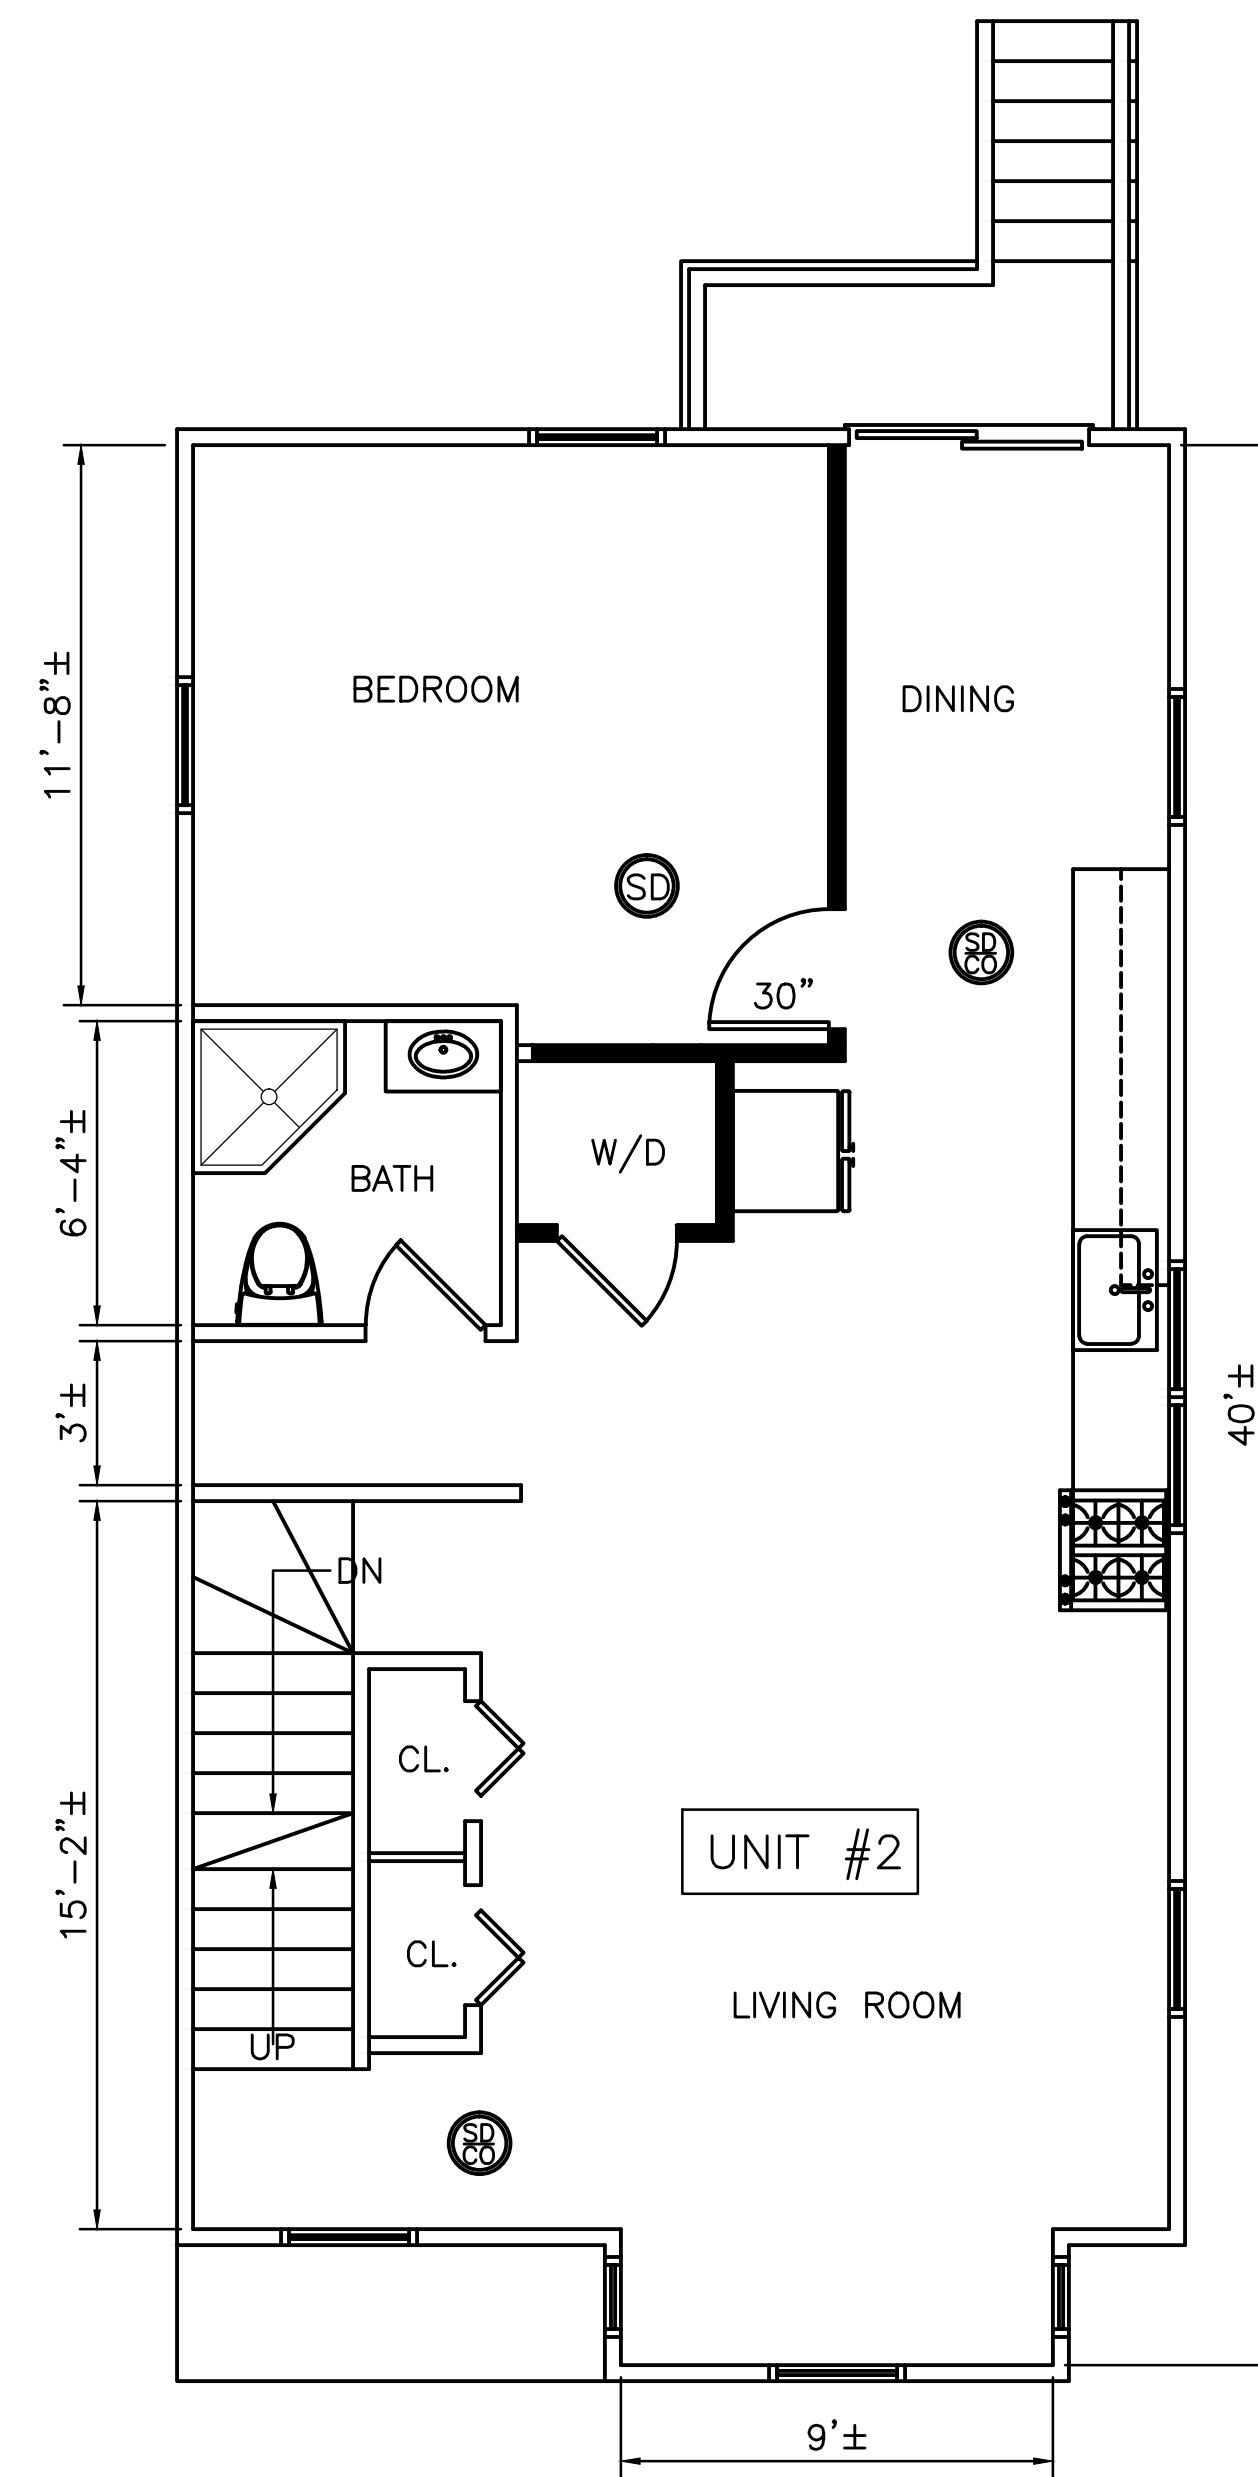 11'-8"±
BEDROOM
DINING
SD
SD
CO
30"
6'-4"±
BATH
W/D
3'±
40'±
DN
CL.
15'-2"±
UNIT #2
CL.
LIVING ROOM
UP
SD
CO
9'±